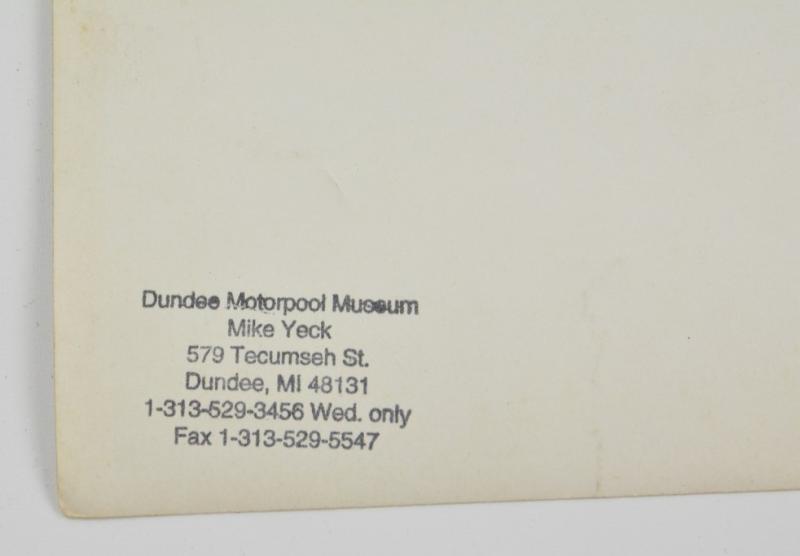 Dundee Motorpool Museum
Mike Yeck
579 Tecumseh St.
Dundee, MI 48131
1-313-529-3456 Wed. only
Fax 1-313-529-5547